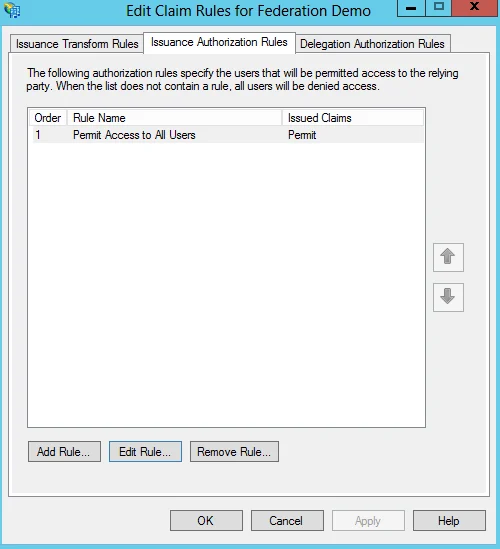 Edit Claim Rules for Federation Demo
Issuance Transform Rules Issuance Authorization Rules Delegation Authorization Rules
The following authorization rules specify the users that will be permitted access to the relying
party. When the list does not contain a rule, all users will be denied access.
Order Rule Name Issued Claims
1 Permit Access to All Users Permit
Add Rule... Edit Rule... Remove Rule...
OK Cancel Apply Help